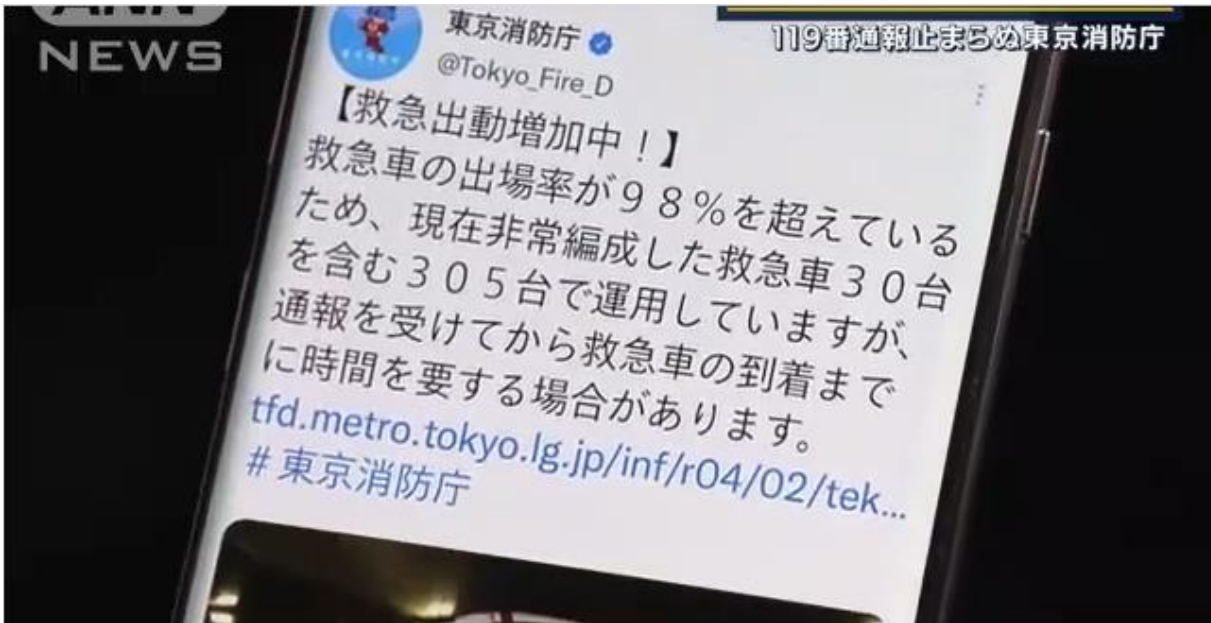 ANN
NEWS
119番通報止まらぬ東京消防庁
東京消防庁
@Tokyo_Fire_D
【救急出動増加中！】
救急車の出場率が９８％を超えている
ため、現在非常編成した救急車３０台
を含む３０５台で運用していますが、
通報を受けてから救急車の到着まで
に時間を要する場合があります。
tfd.metro.tokyo.lg.jp/inf/r04/02/tek...
#東京消防庁